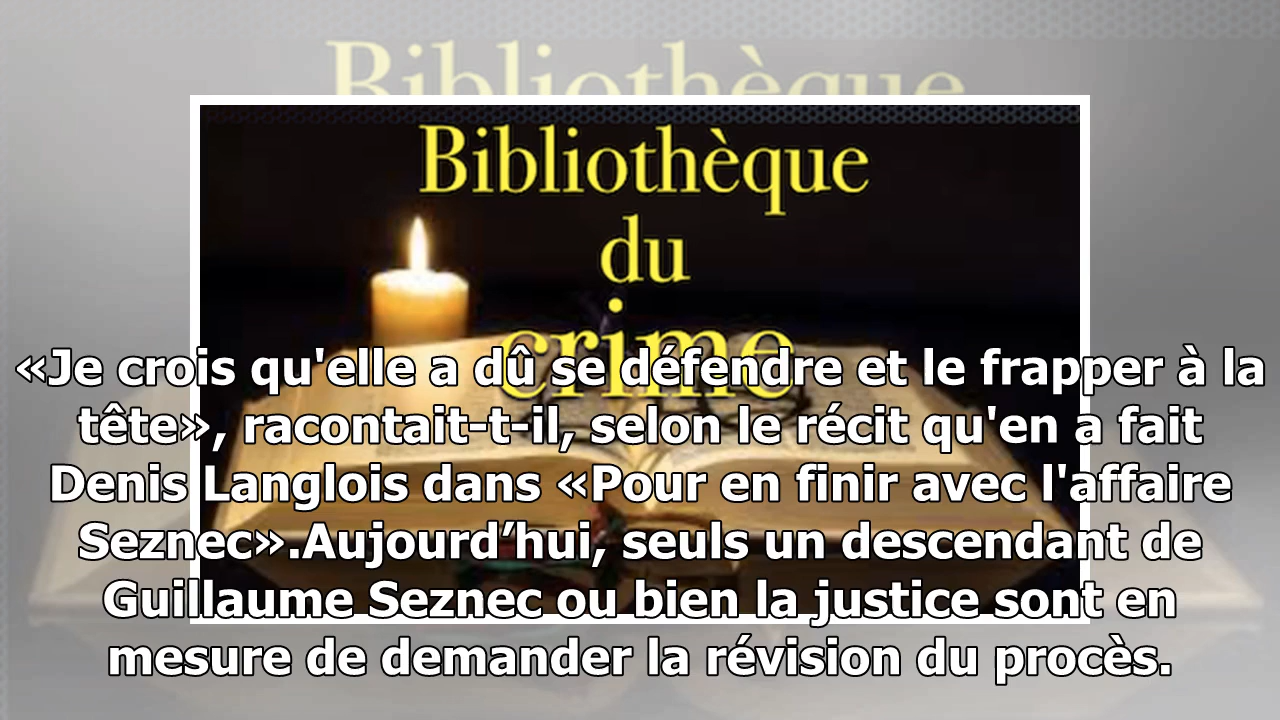 Bibliothèque
Bibliothèque
du
crime
«Je crois qu'elle a dû se défendre et le frapper à la
tête», racontait-t-il, selon le récit qu'en a fait
Denis Langlois dans «Pour en finir avec l'affaire
Seznec».Aujourd’hui, seuls un descendant de
Guillaume Seznec ou bien la justice sont en
mesure de demander la révision du procès.